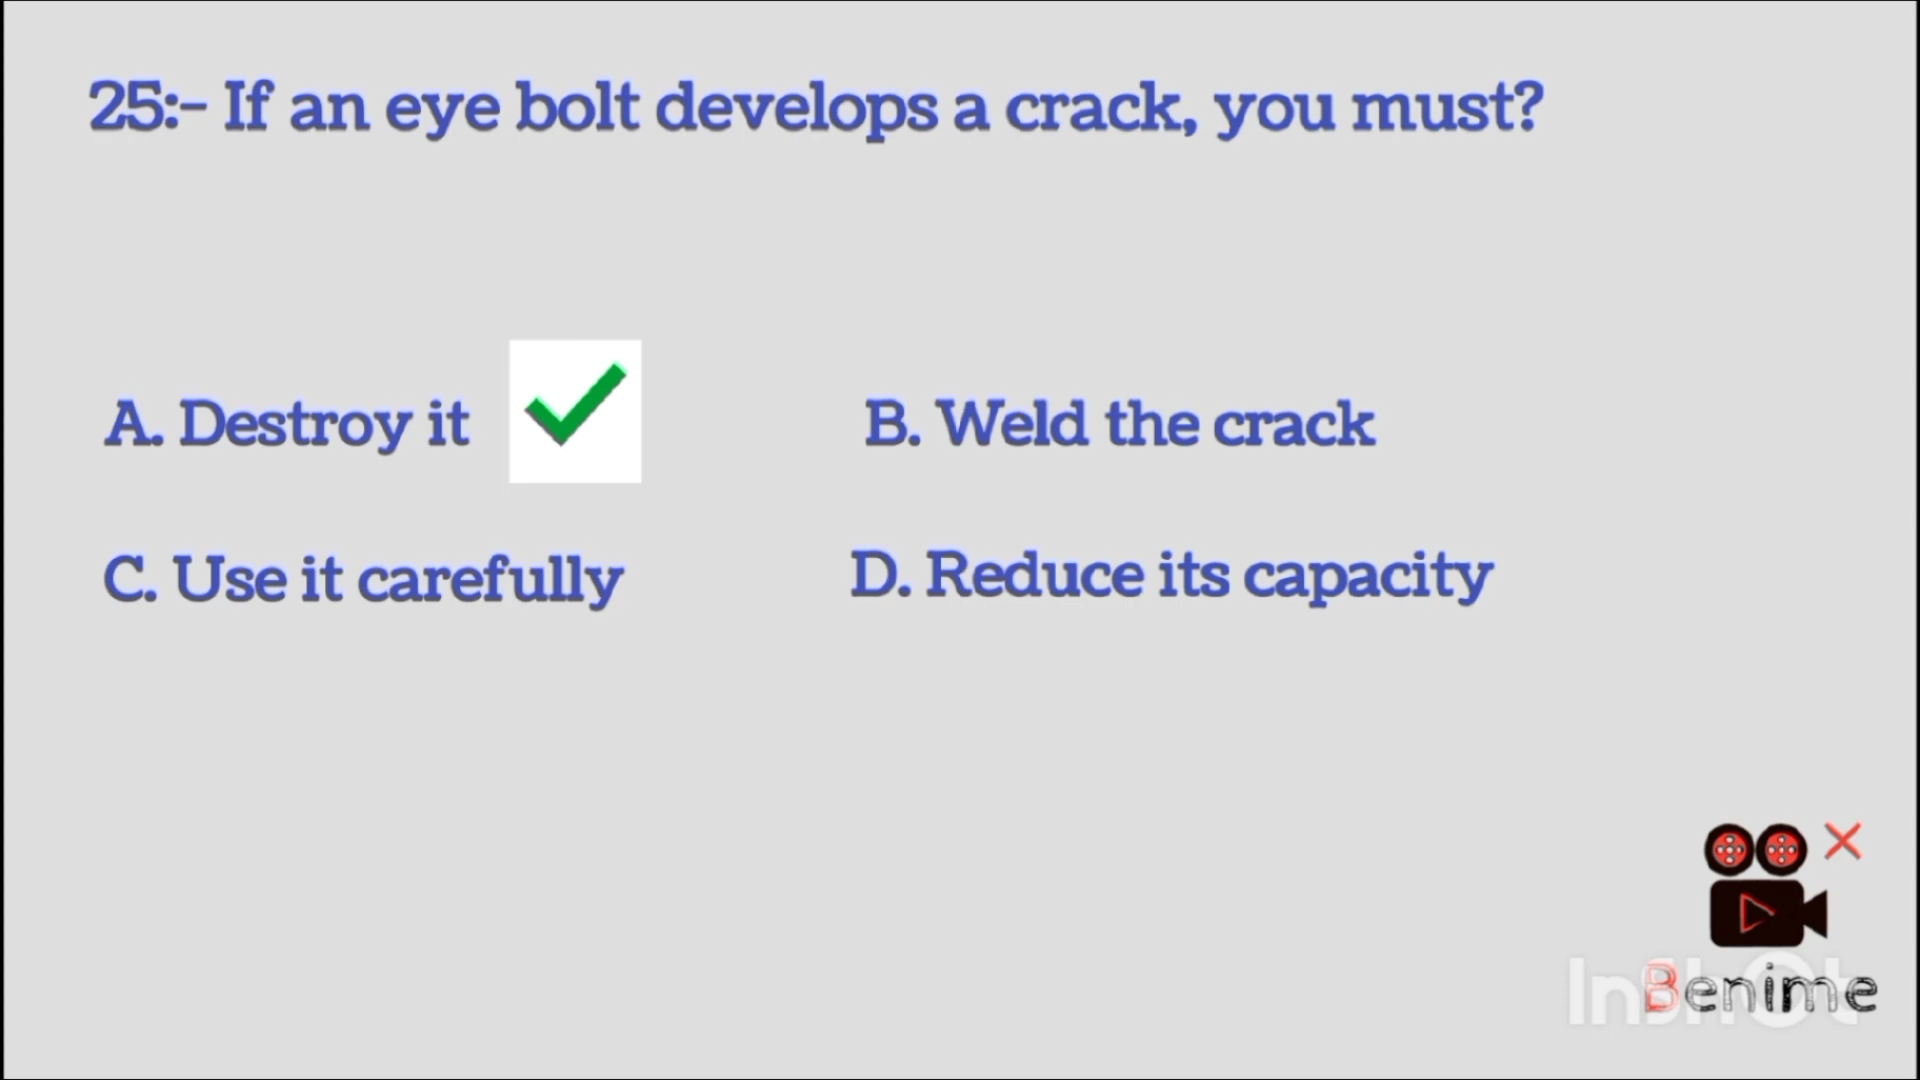 25:- If an eye bolt develops a crack, you must?
A. Destroy it
B. Weld the crack
C. Use it carefully
D. Reduce its capacity
InShOt
Benime